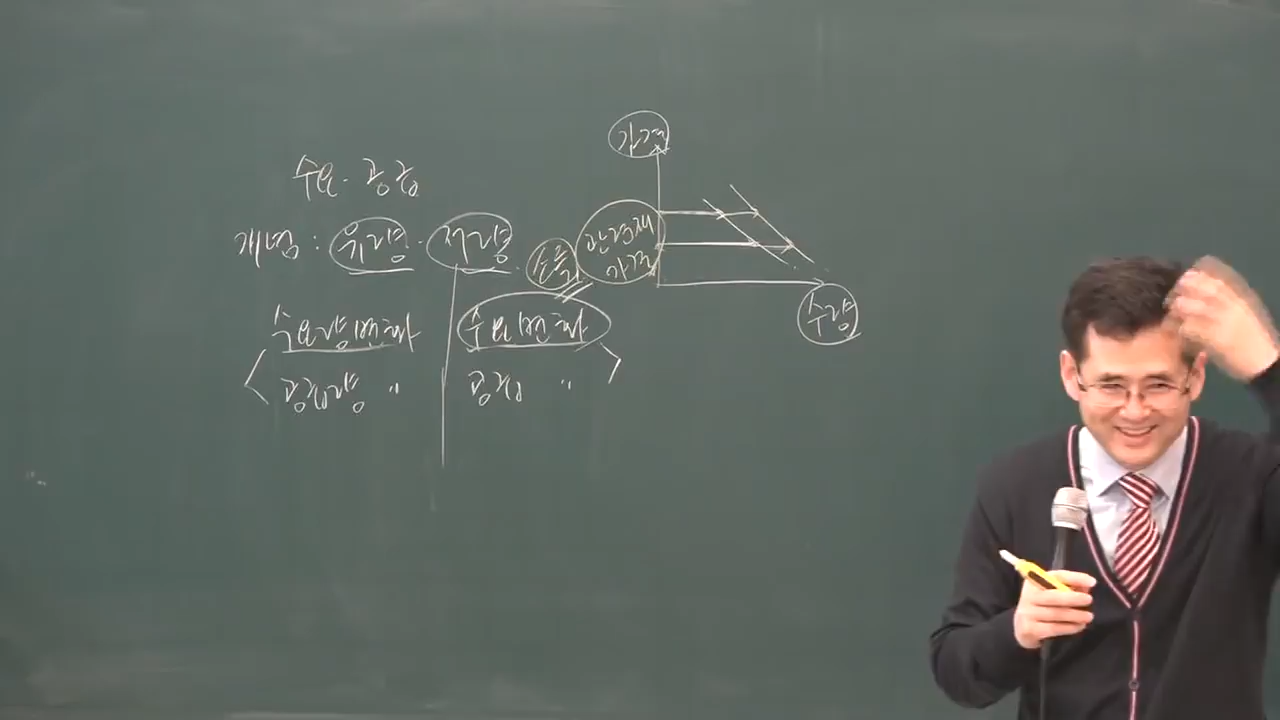 수요·공급
개념 : 유량 · 저량
수요량변화
수요변화
공급량 〃
공급 〃
가격
소득
관련재
가격
수량